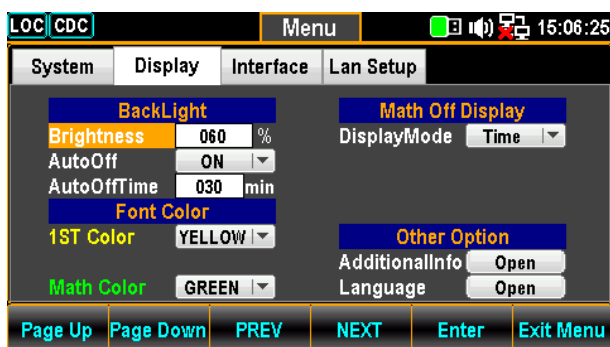 LOC CDC Menu 15:06:25
System Display Interface Lan Setup
BackLight
Brightness 060 %
AutoOff ON
AutoOffTime 030 min
Font Color
1ST Color YELLOW
Math Color GREEN
Math Off Display
DisplayMode Time
Other Option
AdditionalInfo Open
Language Open
Page Up Page Down PREV NEXT Enter Exit Menu